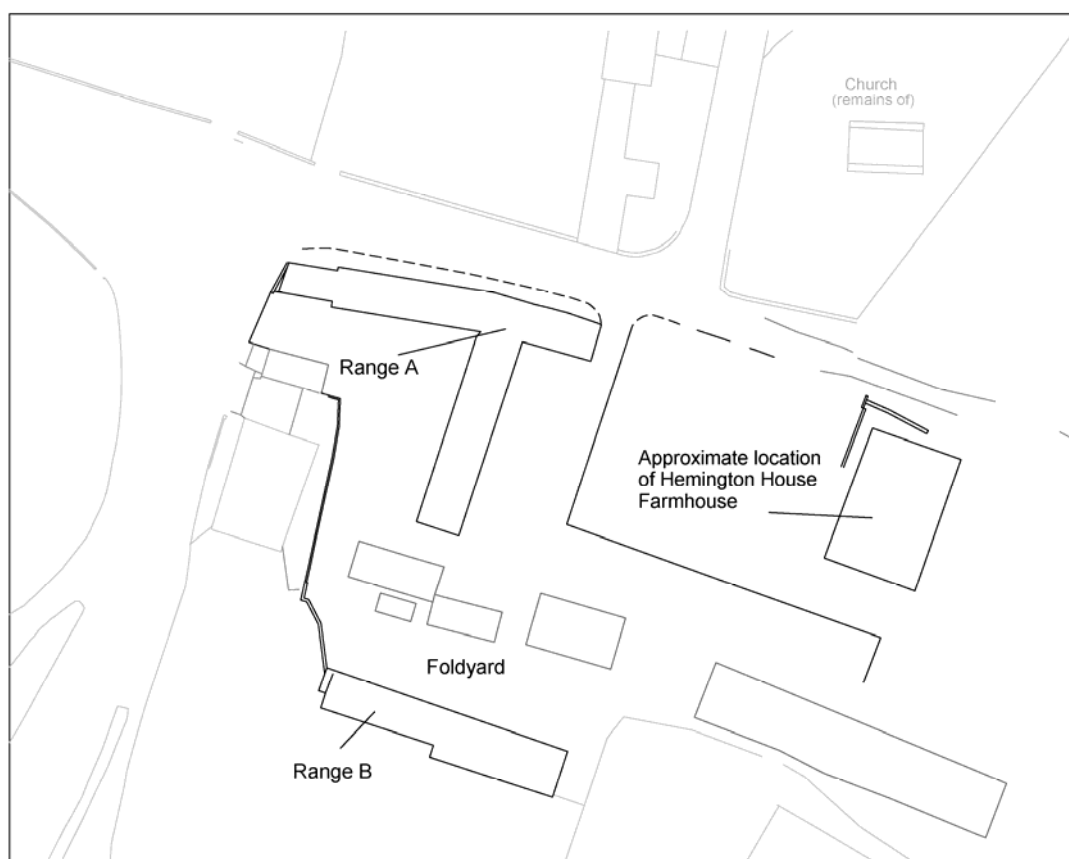 Church
(remains of)
Range A
Approximate location
of Hemington House
Farmhouse
Foldyard
Range B